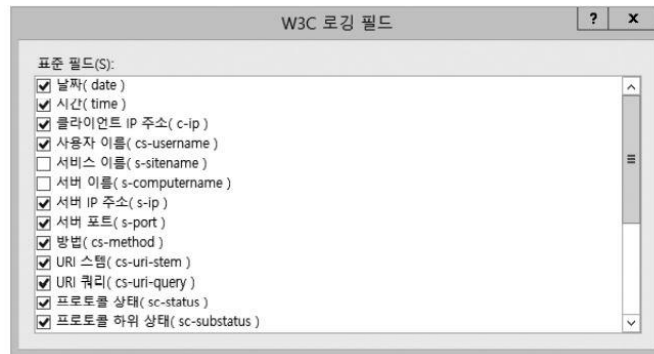 W3C 로깅 필드
? x
표준 필드(S):
날짜( date )
시간( time )
클라이언트 IP 주소( c-ip )
사용자 이름( cs-username )
서비스 이름( s-sitename )
서버 이름( s-computername )
서버 IP 주소( s-ip )
서버 포트( s-port )
방법( cs-method )
URI 스템( cs-uri-stem )
URI 쿼리( cs-uri-query )
프로토콜 상태( sc-status )
프로토콜 하위 상태( sc-substatus )